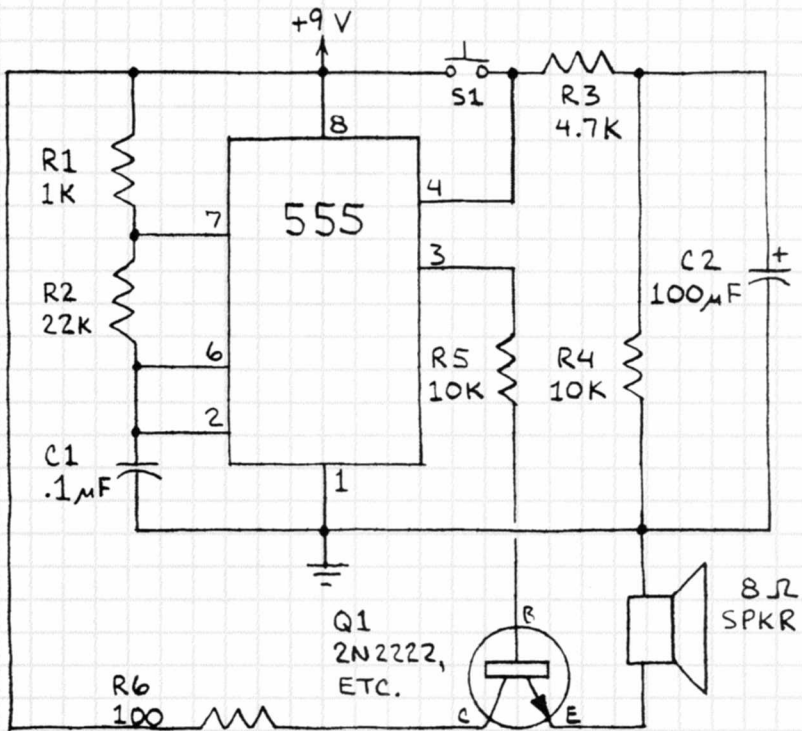 +9 V
S1
R3
4.7K
8
R1
1K
555
4
7
3
C2
100μF
+
R2
22K
R5
10K
R4
10K
6
2
C1
.1μF
1
8 Ω
SPKR
Q1
2N2222,
ETC.
B
R6
100
C
E